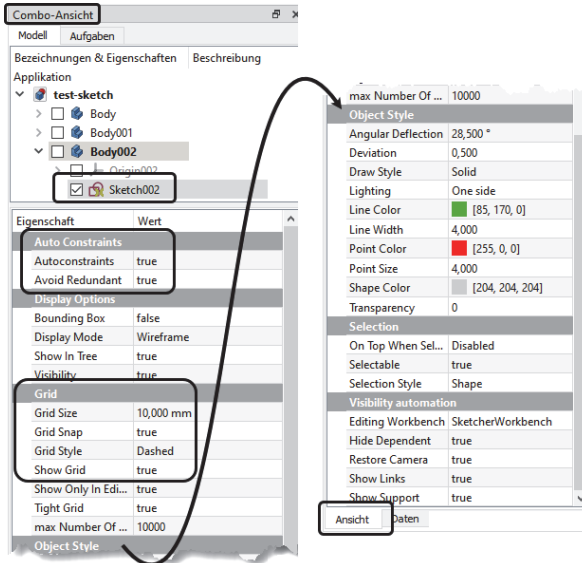 Combo-Ansicht
Modell Aufgaben
Bezeichnungen & Eigenschaften Beschreibung
Applikation
test-sketch
Body
Body001
Body002
Origin002
Sketch002
Eigenschaft Wert
Auto Constraints
Autoconstraints true
Avoid Redundant true
Display Options
Bounding Box false
Display Mode Wireframe
Show In Tree true
Visibility true
Grid
Grid Size 10,000 mm
Grid Snap true
Grid Style Dashed
Show Grid true
Show Only In Edi... true
Tight Grid true
max Number Of ... 10000
Object Style
max Number Of ... 10000
Object Style
Angular Deflection 28,500 °
Deviation 0,500
Draw Style Solid
Lighting One side
Line Color [85, 170, 0]
Line Width 4,000
Point Color [255, 0, 0]
Point Size 4,000
Shape Color [204, 204, 204]
Transparency 0
Selection
On Top When Sel... Disabled
Selectable true
Selection Style Shape
Visibility automation
Editing Workbench SketcherWorkbench
Hide Dependent true
Restore Camera true
Show Links true
Show Support true
Ansicht Daten